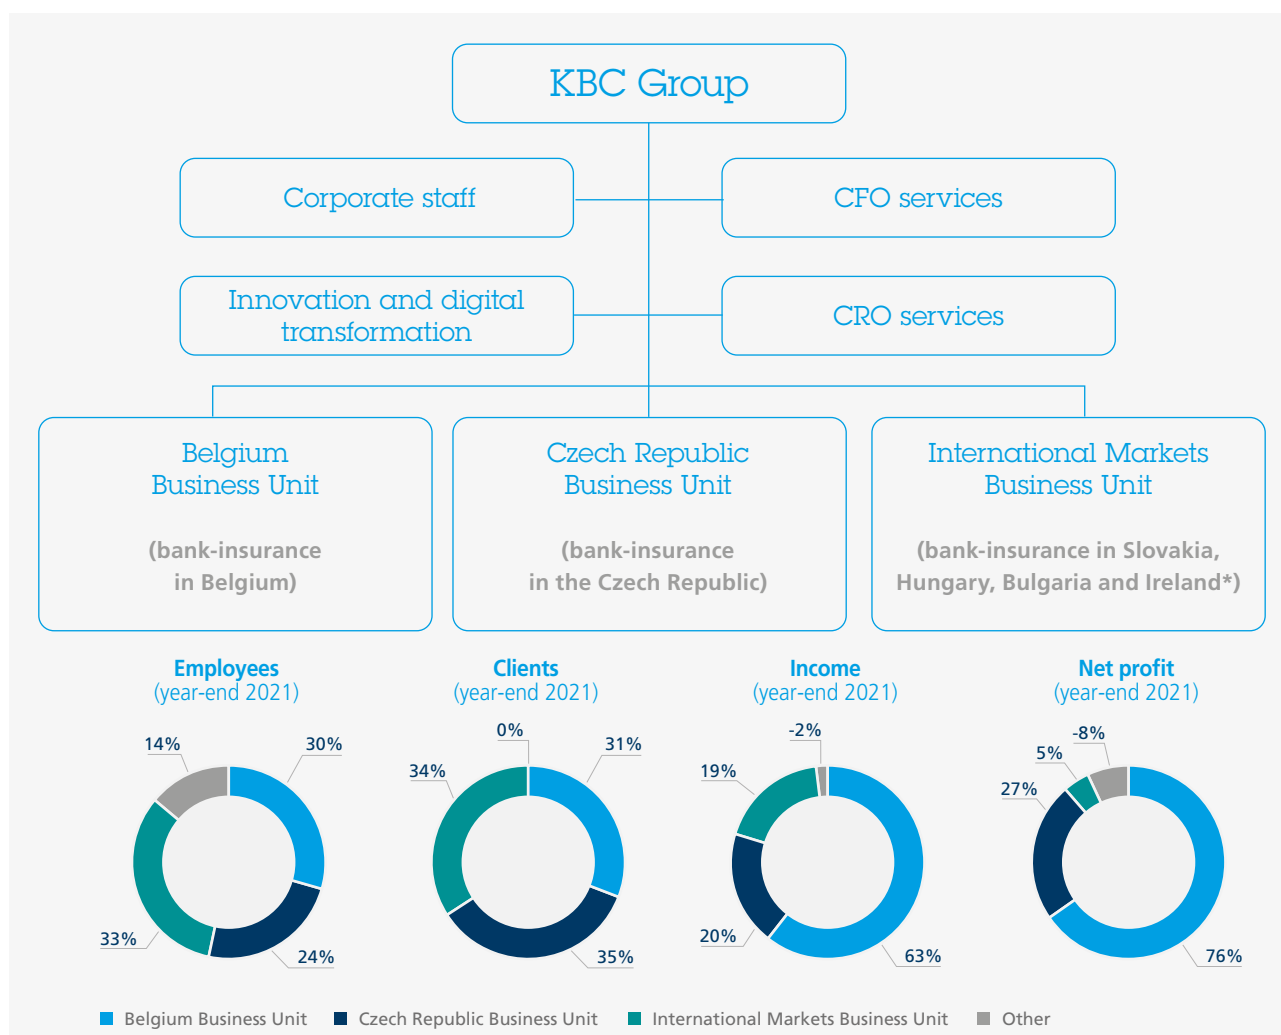 KBC Group
Corporate staff
CFO services
Innovation and digital
transformation
CRO services
Belgium
Business Unit
(bank-insurance
in Belgium)
Czech Republic
Business Unit
(bank-insurance
in the Czech Republic)
International Markets
Business Unit
(bank-insurance in Slovakia,
Hungary, Bulgaria and Ireland*)
Employees
(year-end 2021)
14%
30%
33%
24%
Clients
(year-end 2021)
0%
31%
34%
35%
Income
(year-end 2021)
-2%
19%
20%
63%
Net profit
(year-end 2021)
-8%
5%
27%
76%
Belgium Business Unit
Czech Republic Business Unit
International Markets Business Unit
Other